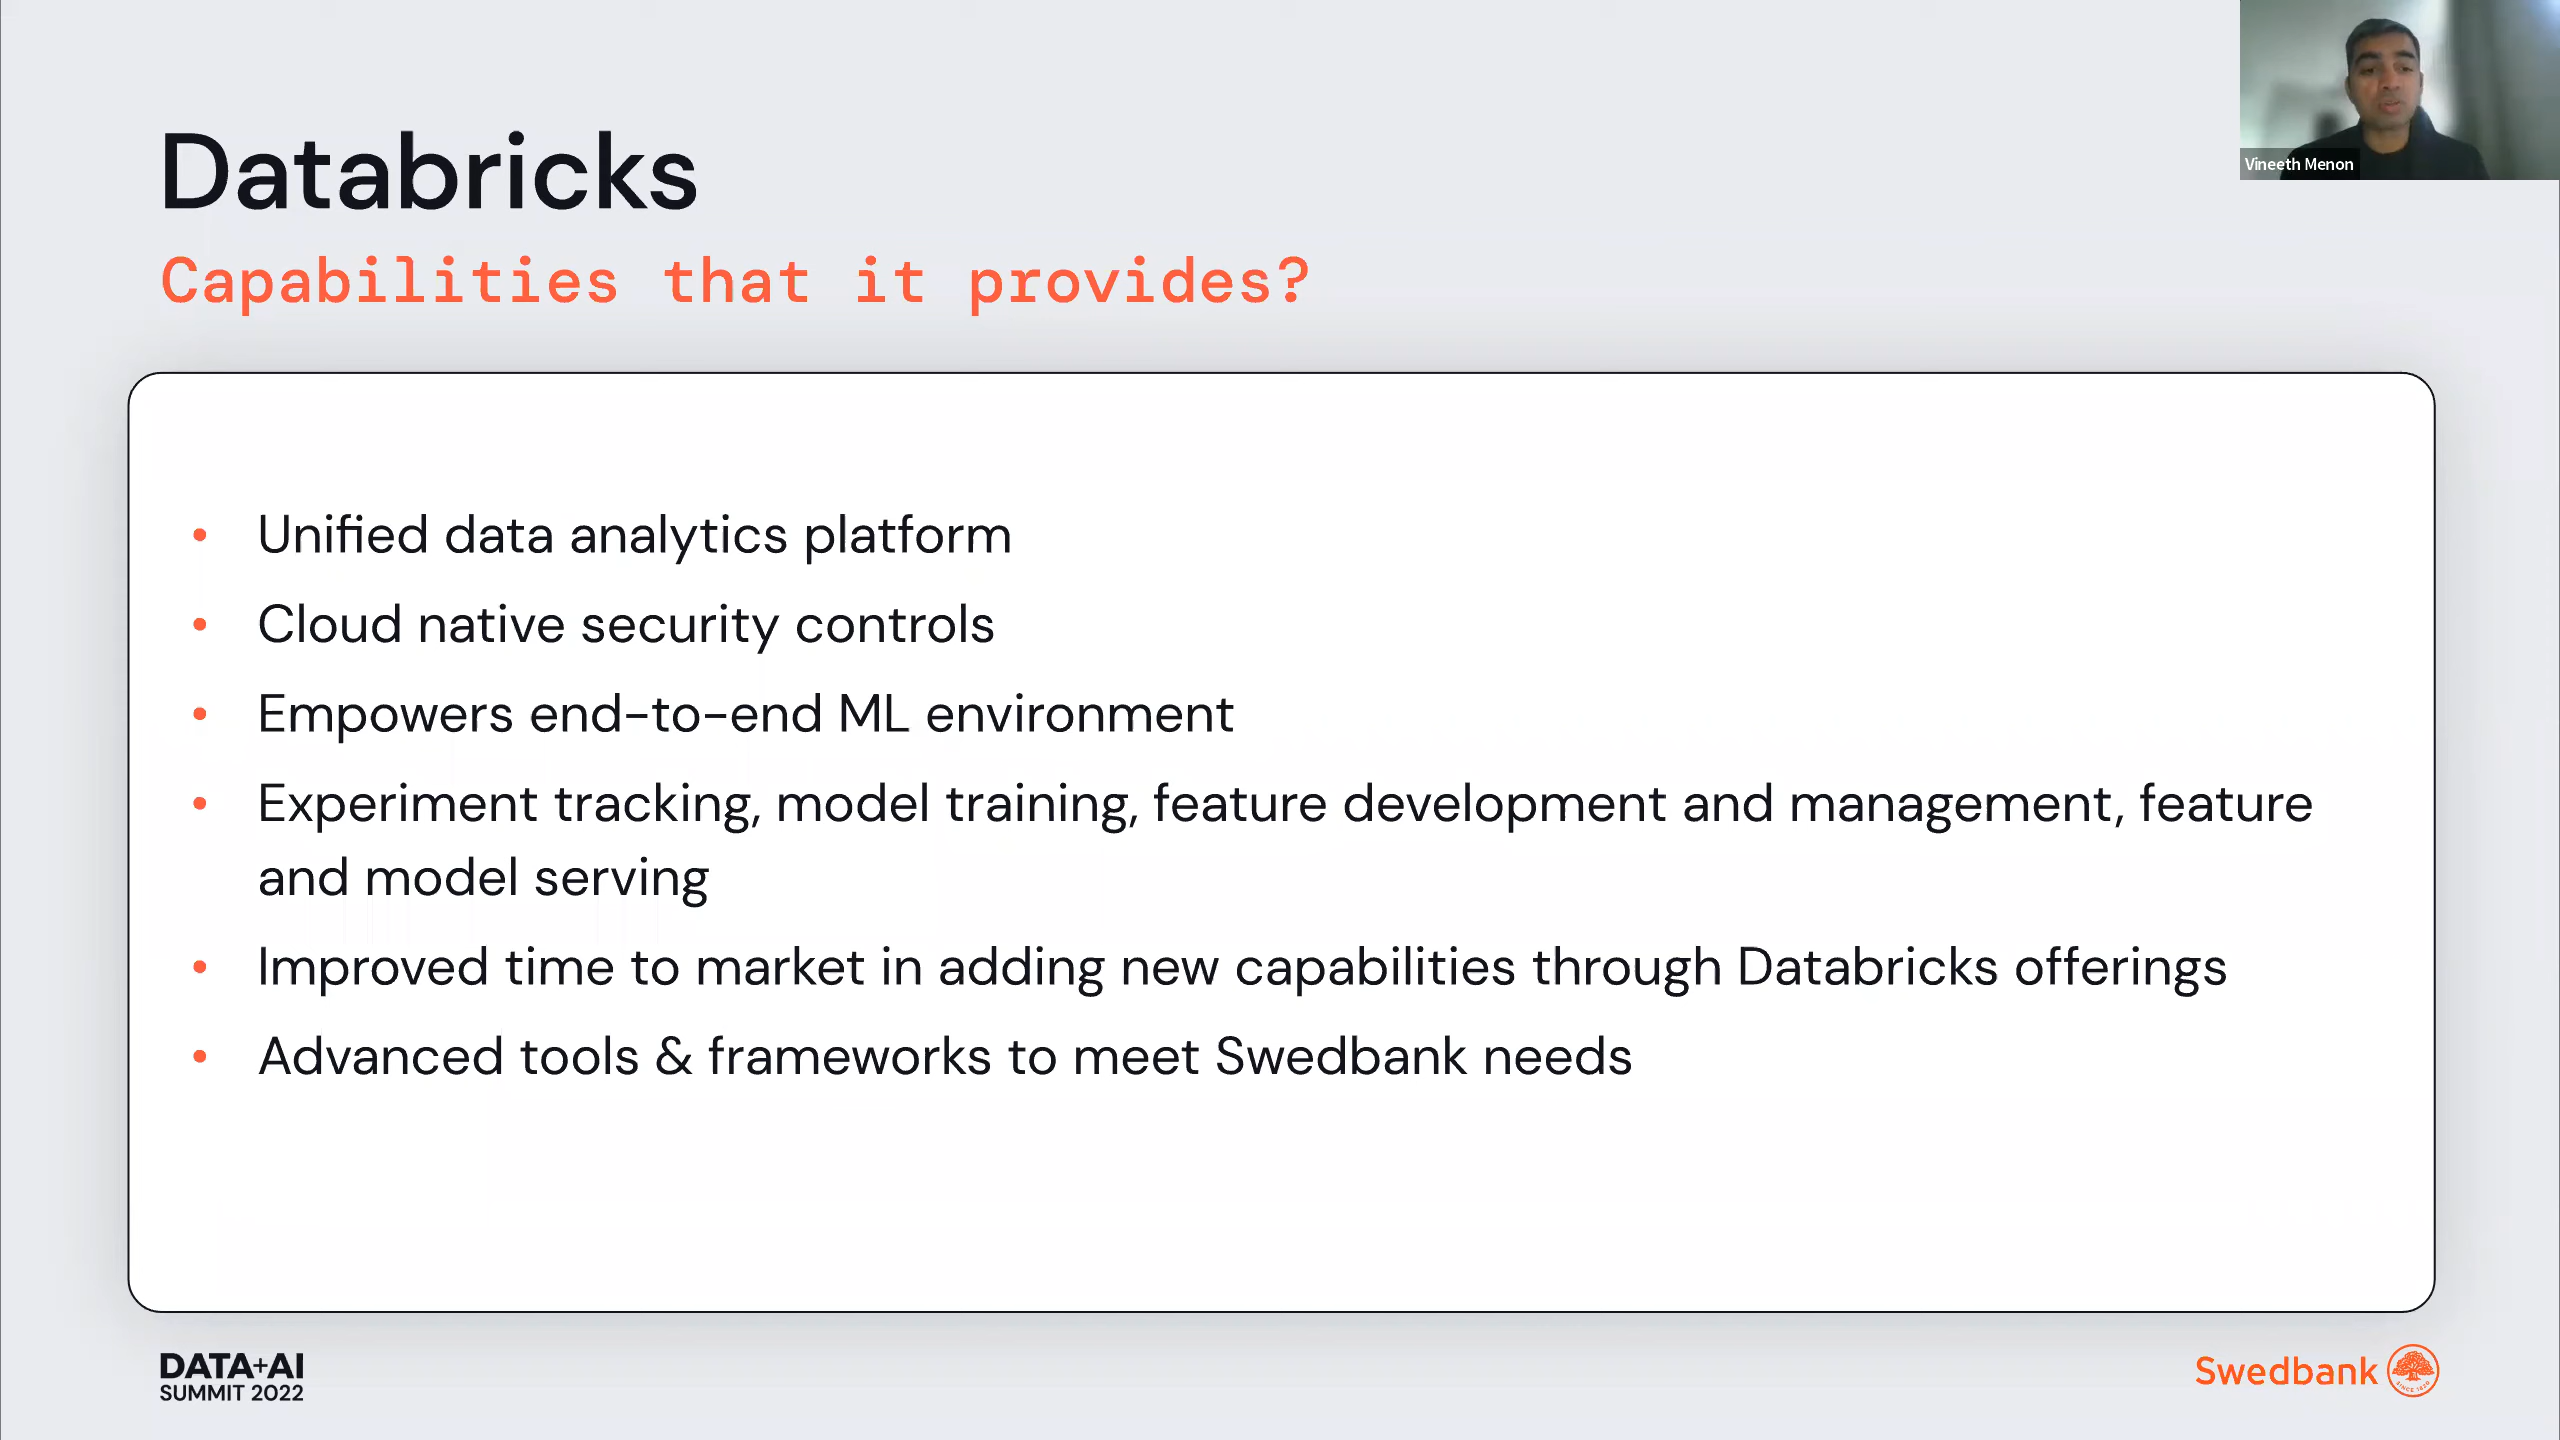 Vineeth Menon
Databricks
Capabilities that it provides?
• Unified data analytics platform
• Cloud native security controls
• Empowers end-to-end ML environment
• Experiment tracking, model training, feature development and management, feature
and model serving
• Improved time to market in adding new capabilities through Databricks offerings
• Advanced tools & frameworks to meet Swedbank needs
DATA+AI
SUMMIT 2022
Swedbank
SINCE 1820